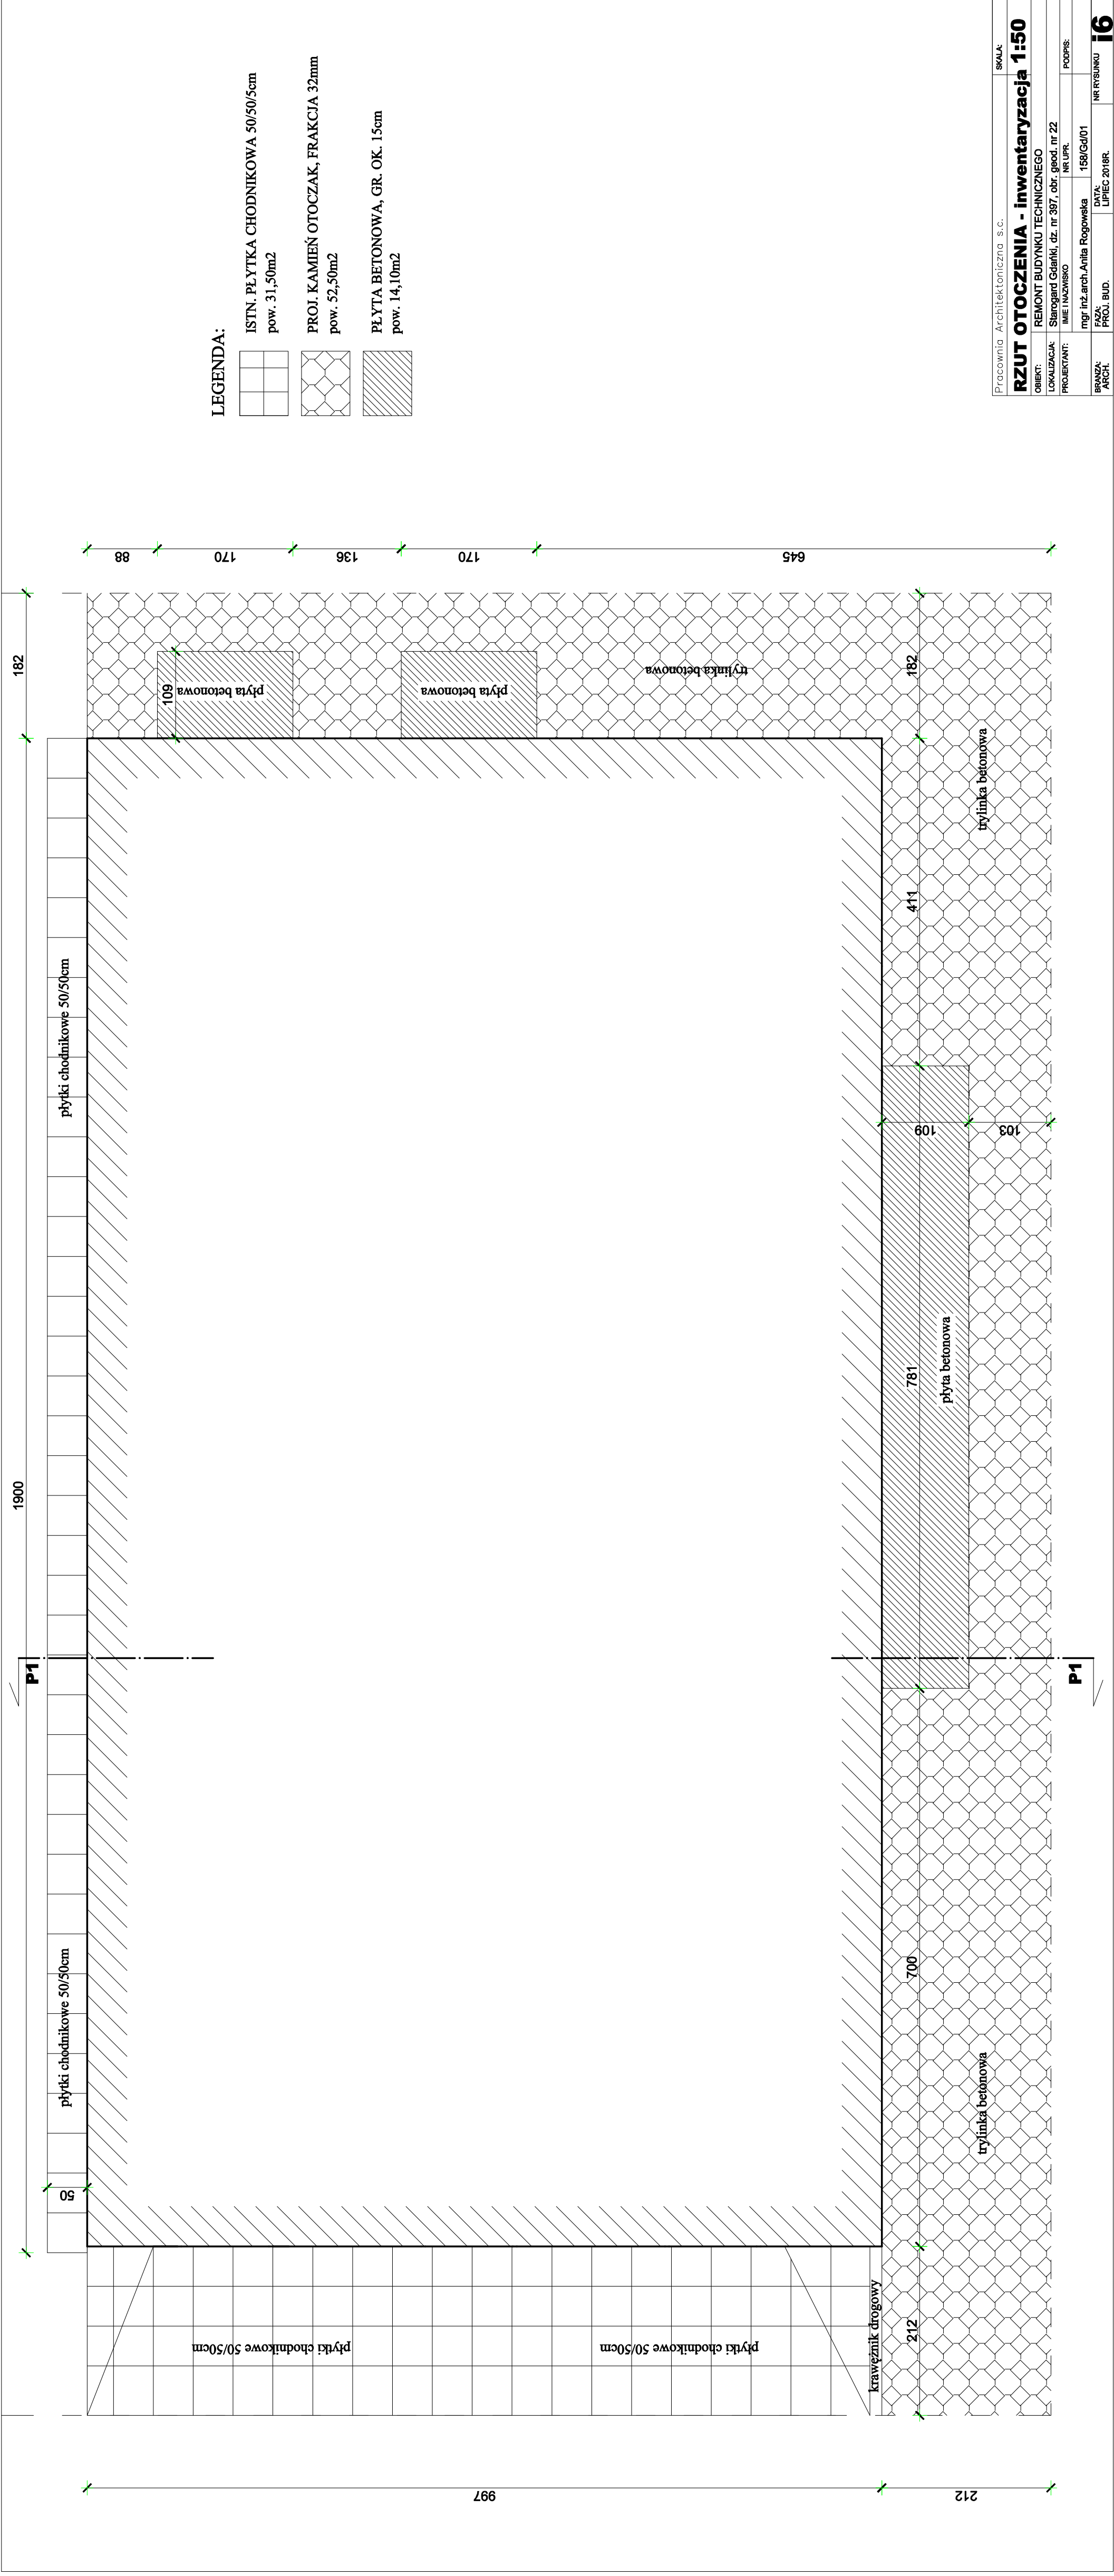 LEGENDA:
ISTN. PŁYTKA CHODNIKOWA 50/50/5cm
pow. 31,50m2
PROJ. KAMIEŃ OTOCZAK, FRAKCJA 32mm
pow. 52,50m2
PŁYTA BETONOWA, GR. OK. 15cm
pow. 14,10m2
1900
182
P1
50
płytki chodnikowe 50/50cm
płytki chodnikowe 50/50cm
88
170
136
170
645
109
płyta betonowa
płyta betonowa
trylinka betonowa
997
212
płytki chodnikowe 50/50cm
płytki chodnikowe 50/50cm
krawężnik drogowy
212
700
781
411
182
109
103
płyta betonowa
trylinka betonowa
trylinka betonowa
P1
Pracownia Architektoniczna s.c.
SKALA:
RZUT OTOCZENIA - inwentaryzacja 1:50
OBIEKT: REMONT BUDYNKU TECHNICZNEGO
LOKALIZACJA: Starogard Gdański, dz. nr 397, obr. geod. nr 22
PROJEKTANT: IMIE I NAZWISKO NR UPR. PODPIS:
mgr inż.arch.Anita Rogowska 158/Gd/01
BRANŻA: FAZA: DATA: NR RYSUNKU
ARCH. PROJ. BUD. LIPIEC 2018R. i6